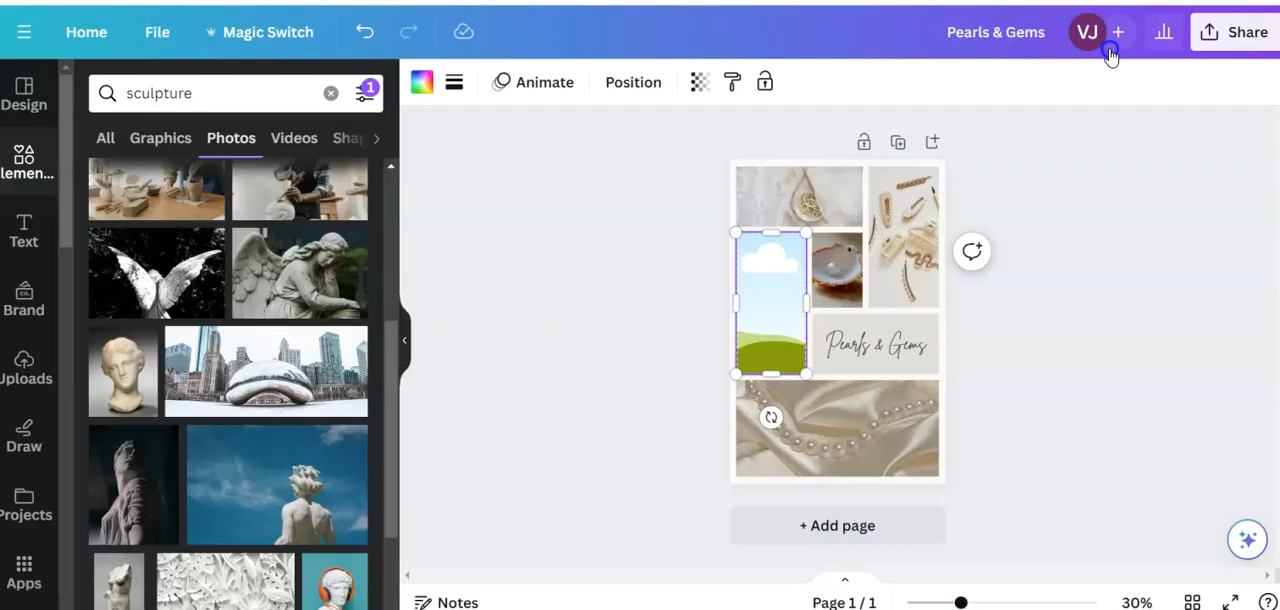 Home File Magic Switch Pearls & Gems VJ + Share
Design
sculpture 1
Animate Position
All Graphics Photos Videos Sha
lemen...
Text
Brand
Uploads
Draw
Projects
Apps
Pearls & Gems
+ Add page
Notes Page 1 / 1 30%